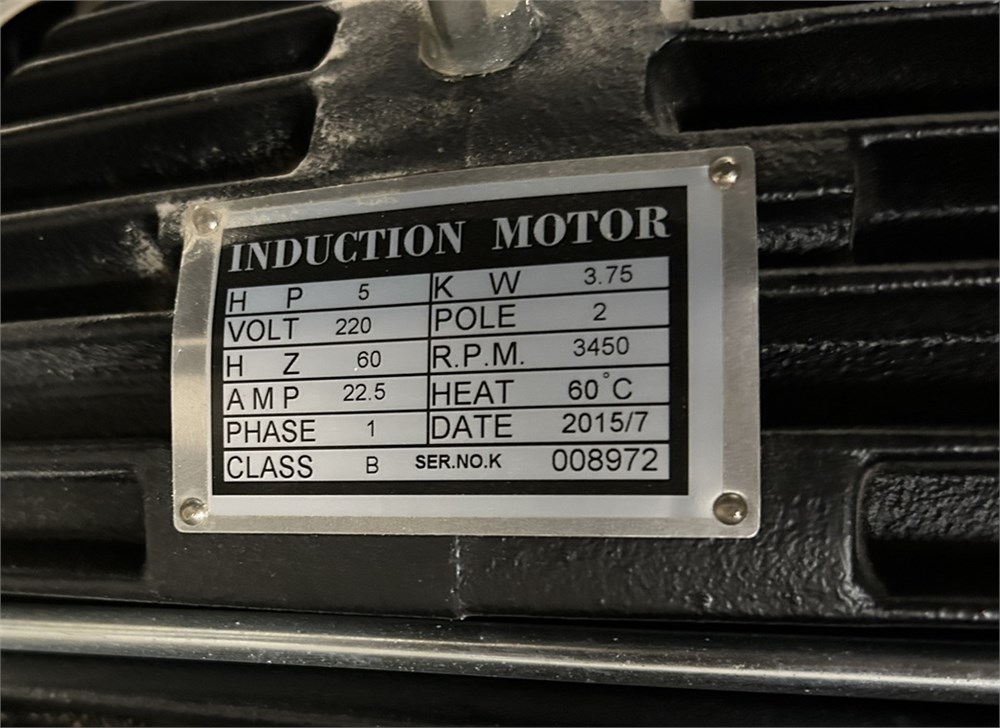 INDUCTION MOTOR
H P 5 K W 3.75
VOLT 220 POLE 2
H Z 60 R.P.M. 3450
AMP 22.5 HEAT 60°C
PHASE 1 DATE 2015/7
CLASS B SER.NO.K 008972